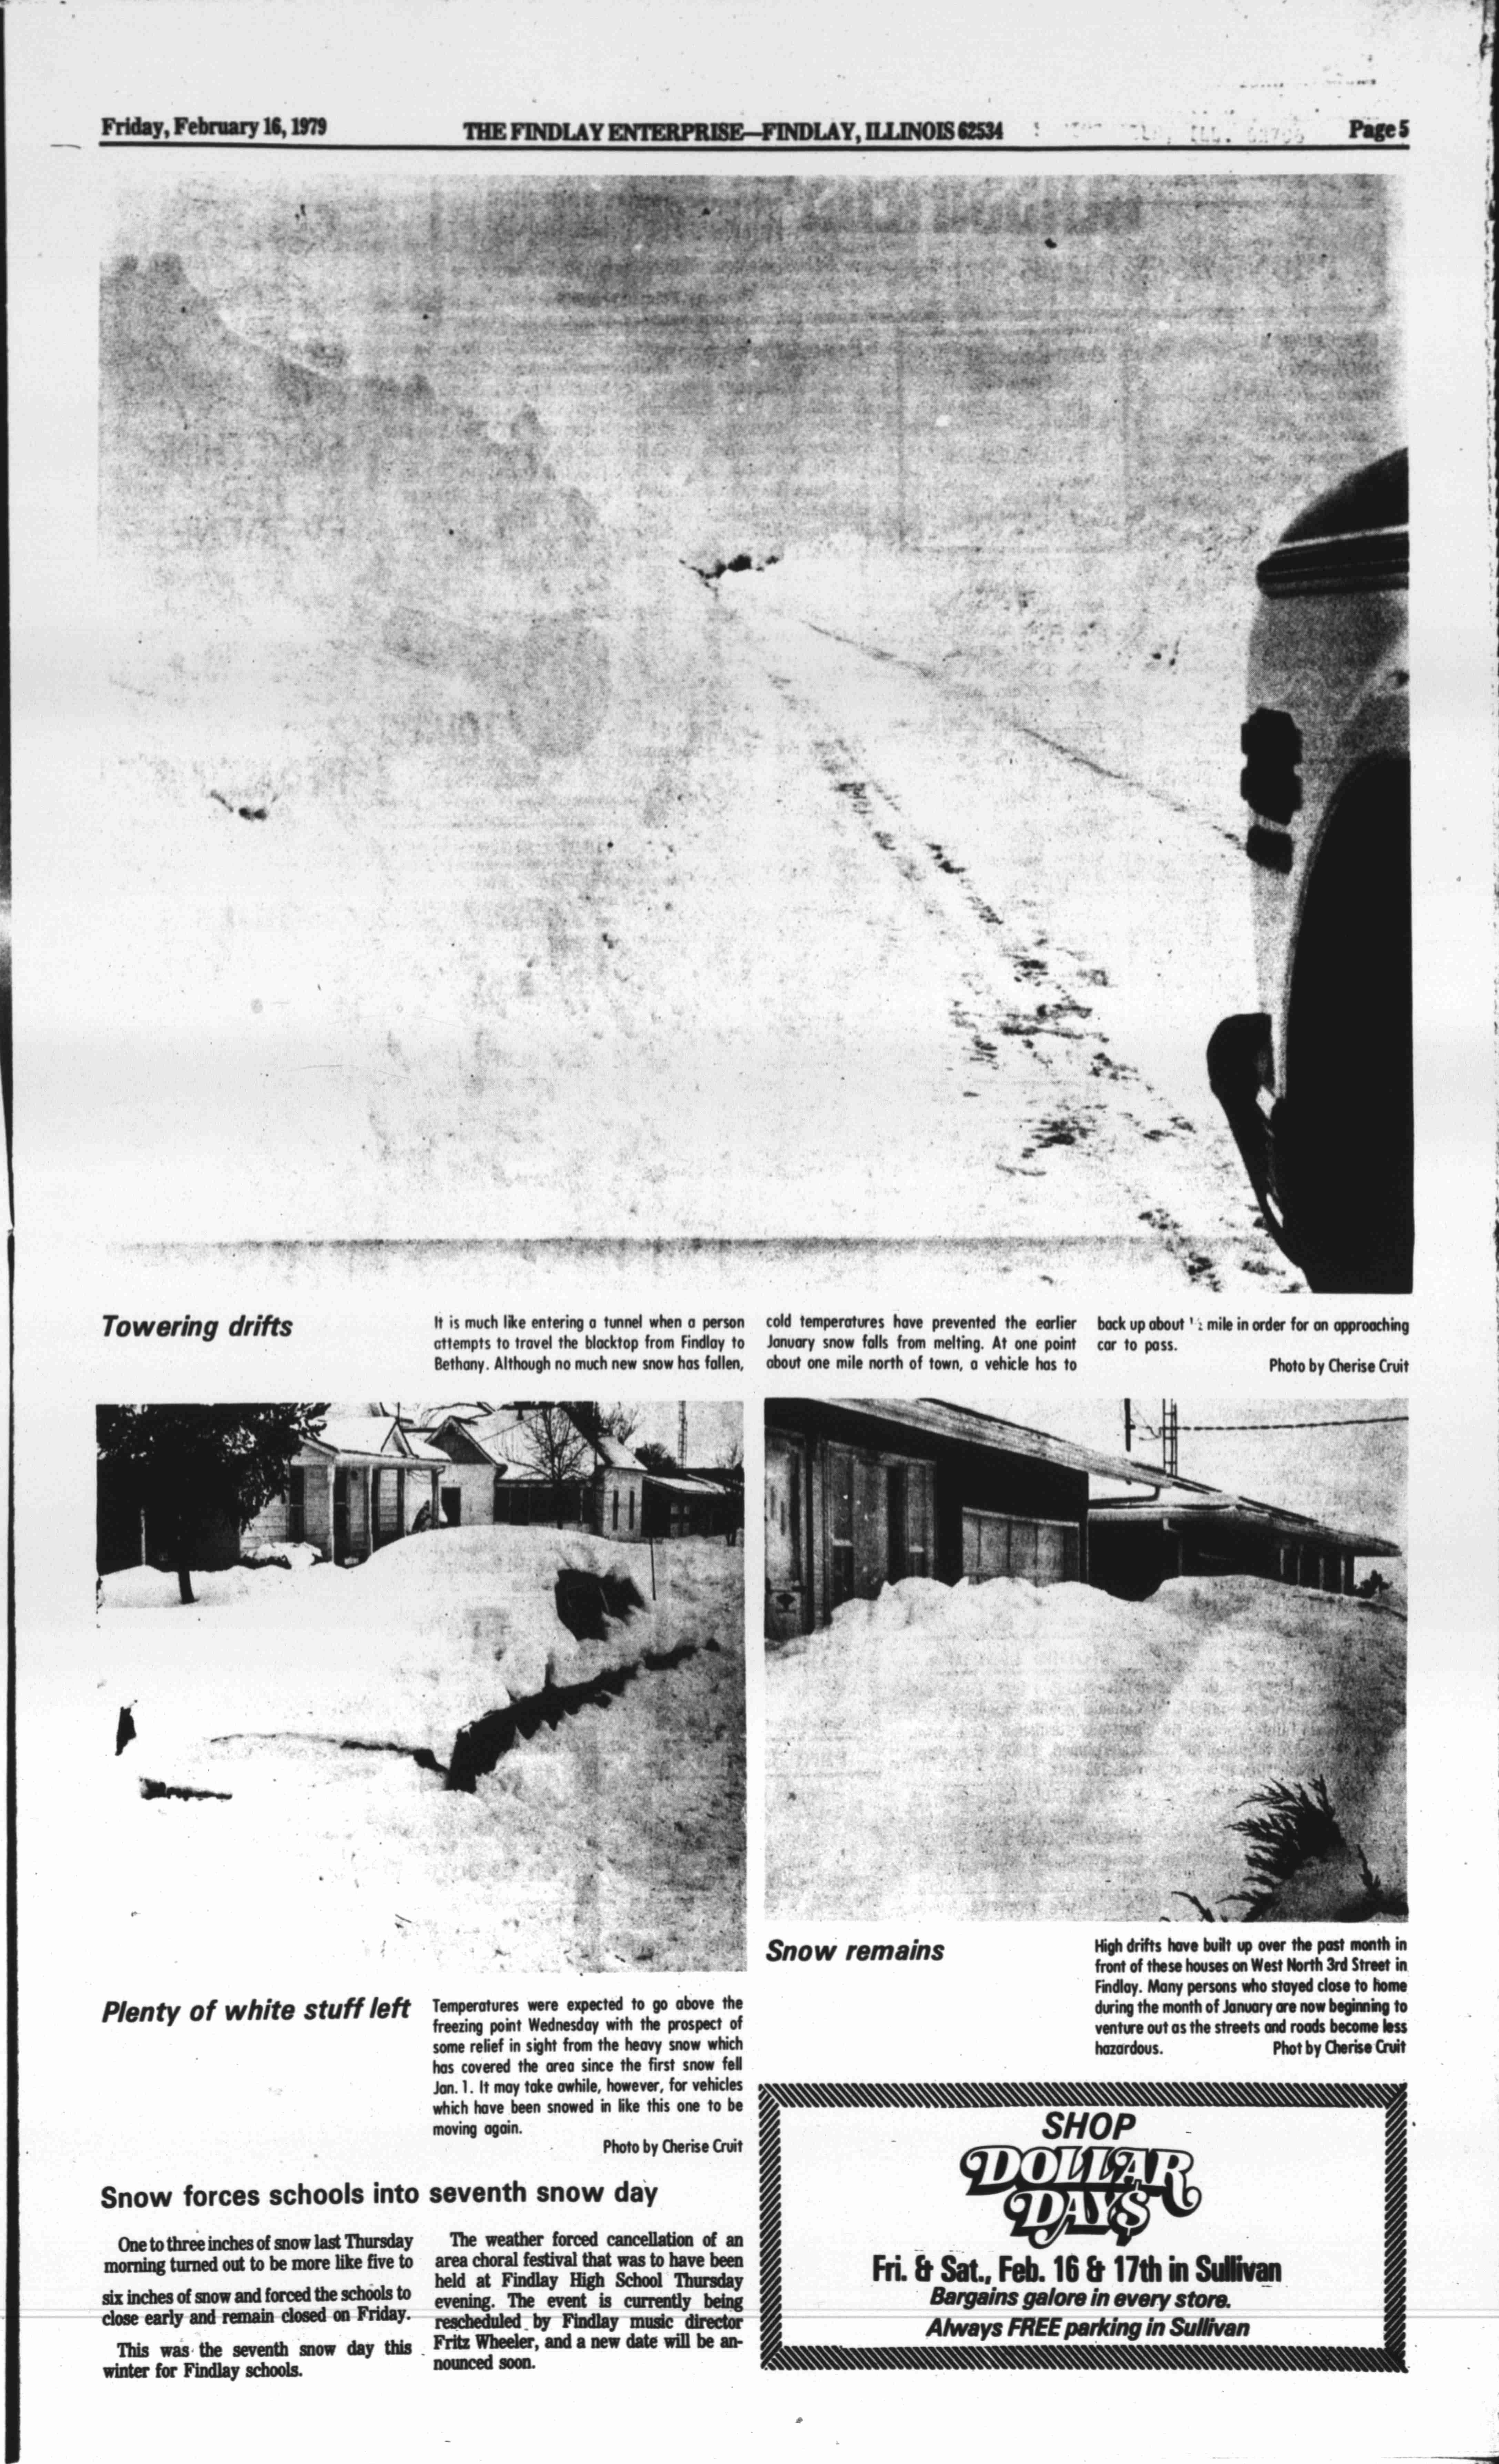 Friday, February 16, 1979
THE FINDLAY ENTERPRISE—FINDLAY, ILLINOIS 62534
Page 5
Towering drifts
It is much like entering a tunnel when a person
attempts to travel the blacktop from Findlay to
Bethany. Although no much new snow has fallen,
cold temperatures have prevented the earlier
January snow falls from melting. At one point
about one mile north of town, a vehicle has to
back up about ½ mile in order for an approaching
car to pass.
Photo by Cherise Cruit
Plenty of white stuff left
Temperatures were expected to go above the
freezing point Wednesday with the prospect of
some relief in sight from the heavy snow which
has covered the area since the first snow fell
Jan. 1. It may take awhile, however, for vehicles
which have been snowed in like this one to be
moving again.
Photo by Cherise Cruit
Snow remains
High drifts have built up over the past month in
front of these houses on West North 3rd Street in
Findlay. Many persons who stayed close to home
during the month of January are now beginning to
venture out as the streets and roads become less
hazardous. Phot by Cherise Cruit
Snow forces schools into seventh snow day
One to three inches of snow last Thursday
morning turned out to be more like five to
six inches of snow and forced the schools to
close early and remain closed on Friday.
This was the seventh snow day this
winter for Findlay schools.
The weather forced cancellation of an
area choral festival that was to have been
held at Findlay High School Thursday
evening. The event is currently being
rescheduled by Findlay music director
Fritz Wheeler, and a new date will be an-
nounced soon.
SHOP
DOLLAR
DAY$
Fri. & Sat., Feb. 16 & 17th in Sullivan
Bargains galore in every store.
Always FREE parking in Sullivan